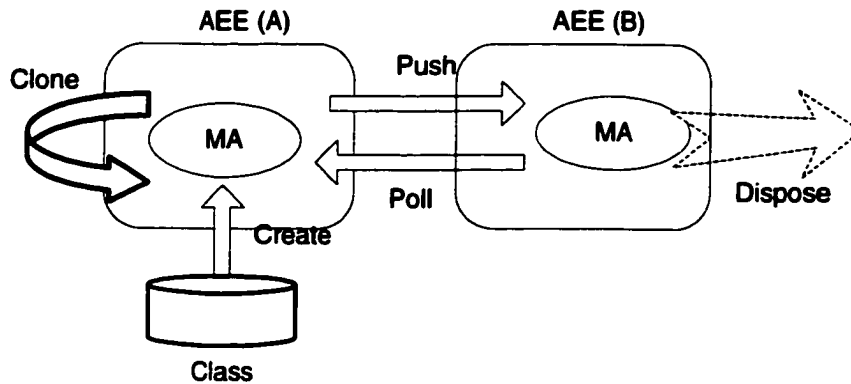 AEE (A)
AEE (B)
Clone
Push
MA
MA
Poll
Dispose
Create
Class